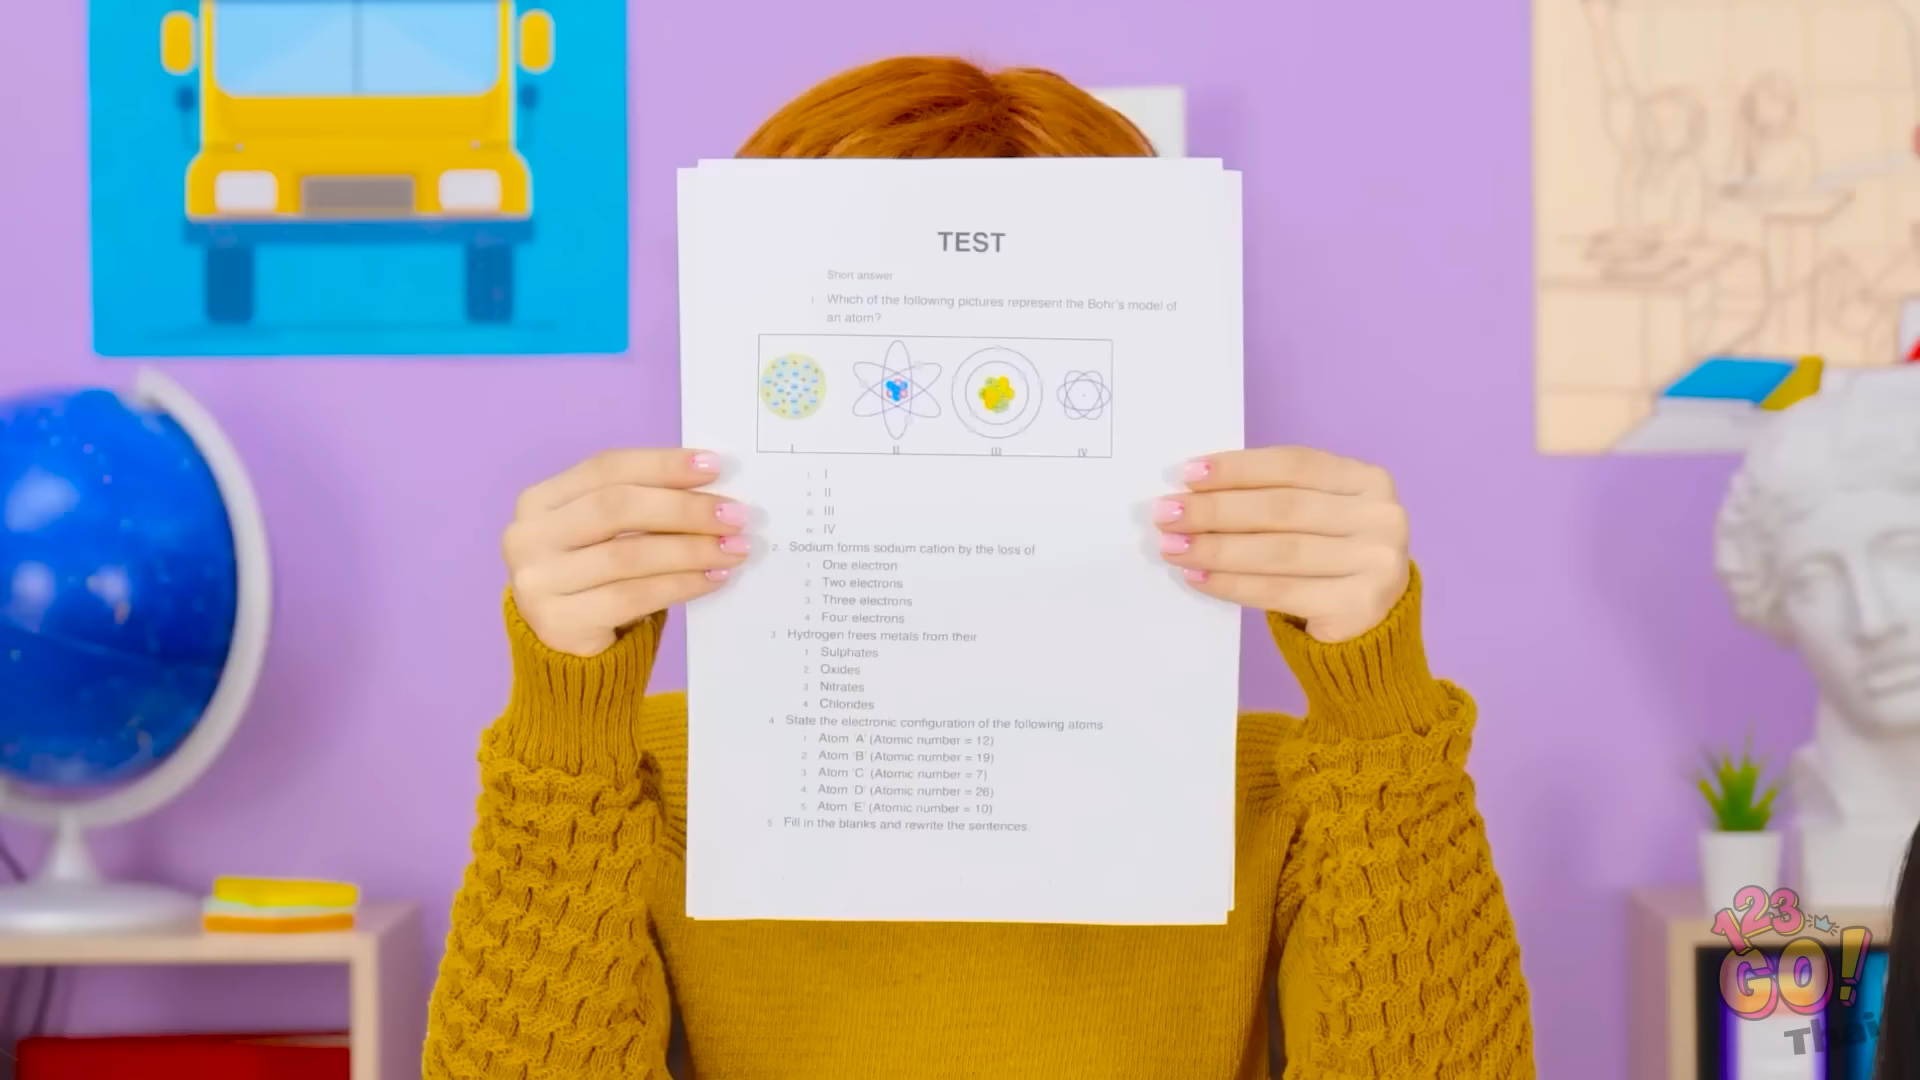 TEST
Short answer
1 Which of the following pictures represent the Bohr's model of
an atom?
I II III IV
i I
ii II
iii III
iv IV
2. Sodium forms sodium cation by the loss of
1 One electron
2 Two electrons
3 Three electrons
4 Four electrons
3 Hydrogen frees metals from their
1 Sulphates
2 Oxides
3 Nitrates
4 Chlorides
4 State the electronic configuration of the following atoms
1 Atom 'A' (Atomic number = 12)
2 Atom 'B' (Atomic number = 19)
3 Atom 'C' (Atomic number = 7)
4 Atom 'D' (Atomic number = 26)
5 Atom 'E' (Atomic number = 10)
5 Fill in the blanks and rewrite the sentences.
123
GO!
Thai